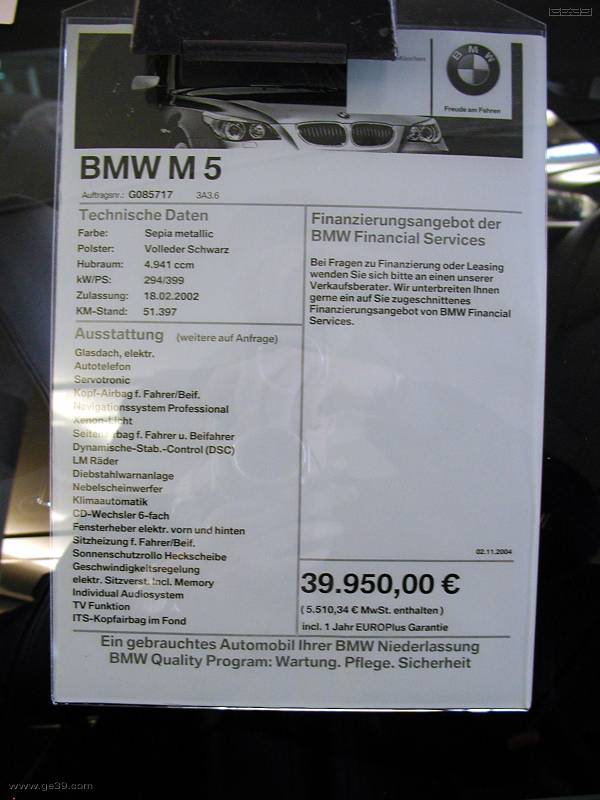 GE39
München
BMW
Freude am Fahren
BMW M 5
Auftragsnr.: G085717 3A3.6
Technische Daten
Farbe: Sepia metallic
Polster: Volleder Schwarz
Hubraum: 4.941 ccm
kW/PS: 294/399
Zulassung: 18.02.2002
KM-Stand: 51.397
Ausstattung (weitere auf Anfrage)
Glasdach, elektr.
Autotelefon
Servotronic
Kopf-Airbag f. Fahrer/Beif.
Navigationssystem Professional
Xenon-Licht
Seitenairbag f. Fahrer u. Beifahrer
Dynamische-Stab.-Control (DSC)
LM Räder
Diebstahlwarnanlage
Nebelscheinwerfer
Klimaautomatik
CD-Wechsler 6-fach
Fensterheber elektr. vorn und hinten
Sitzheizung f. Fahrer/Beif.
Sonnenschutzrollo Heckscheibe
Geschwindigkeitsregelung
elektr. Sitzverst. incl. Memory
Individual Audiosystem
TV Funktion
ITS-Kopfairbag im Fond
Finanzierungsangebot der
BMW Financial Services
Bei Fragen zu Finanzierung oder Leasing
wenden Sie sich bitte an einen unserer
Verkaufsberater. Wir unterbreiten Ihnen
gerne ein auf Sie zugeschnittenes
Finanzierungsangebot von BMW Financial
Services.
02.11.2004
39.950,00 €
( 5.510,34 € MwSt. enthalten )
incl. 1 Jahr EUROPlus Garantie
Ein gebrauchtes Automobil Ihrer BMW Niederlassung
BMW Quality Program: Wartung. Pflege. Sicherheit
www.ge39.com